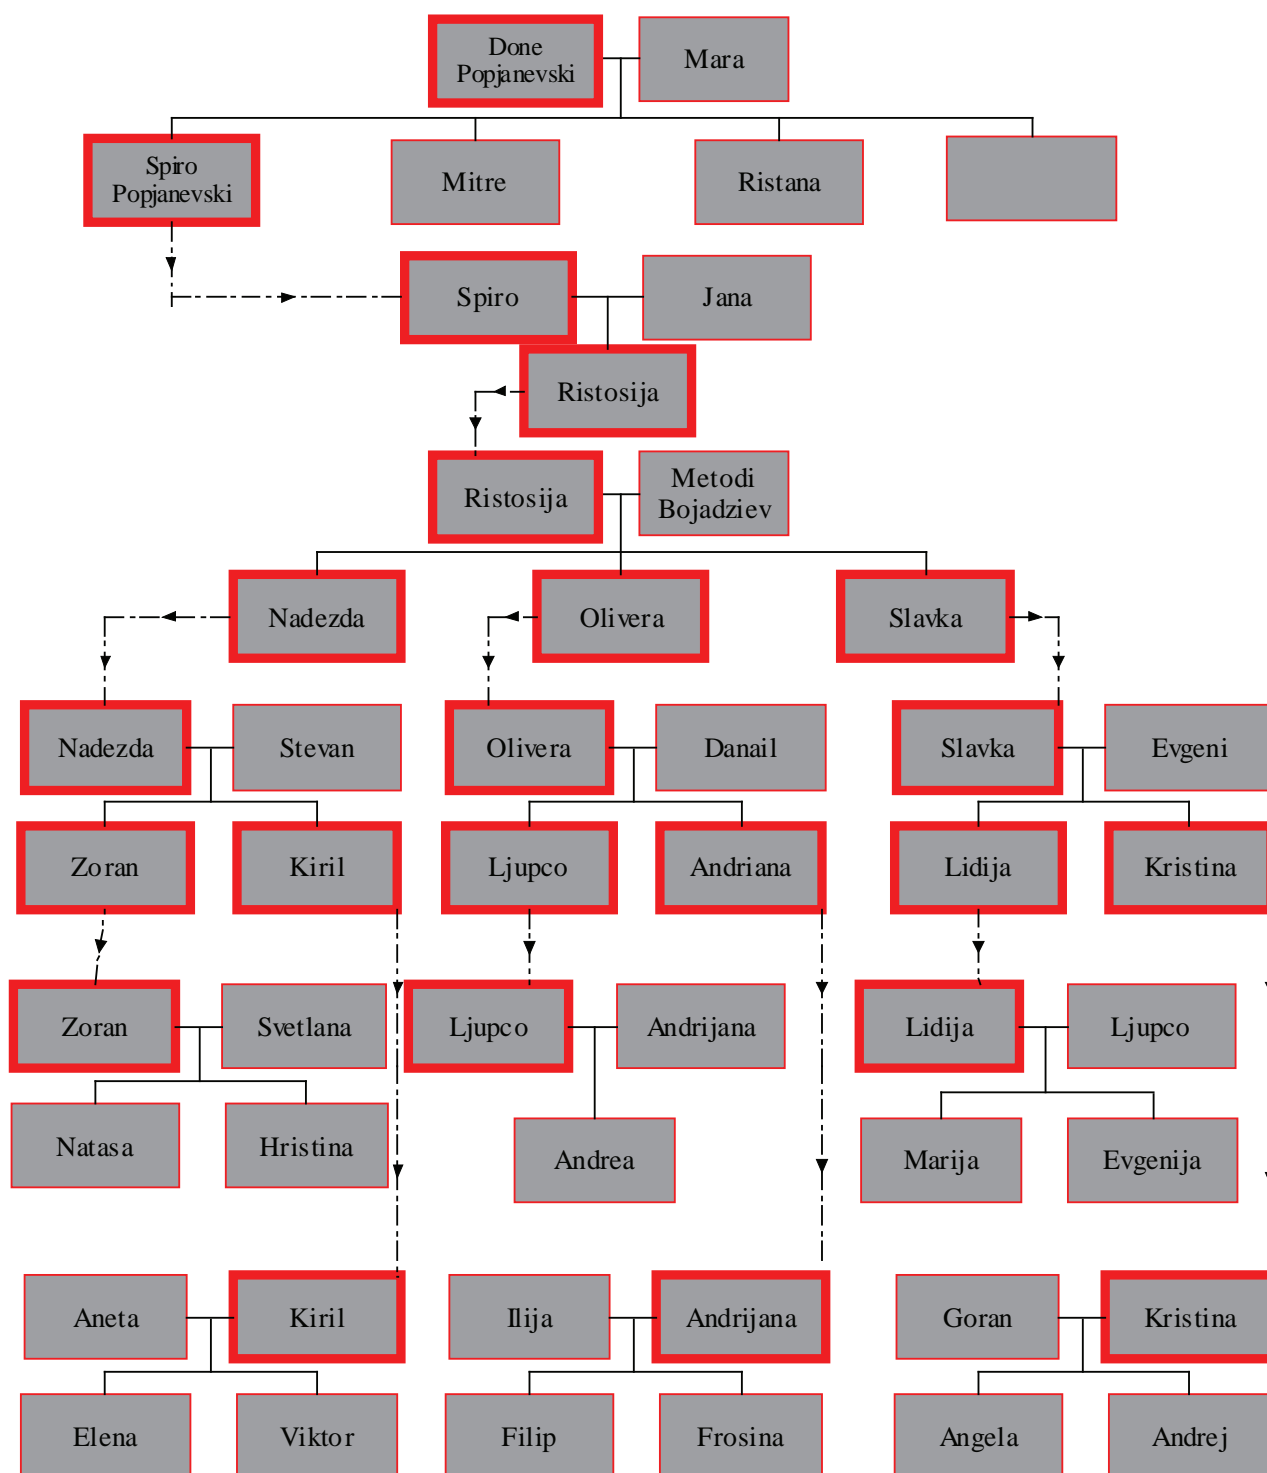 Done
Popjanevski
Mara
Spiro
Popjanevski
Mitre
Ristana
Spiro
Jana
Ristosija
Ristosija
Metodi
Bojadziev
Nadezda
Olivera
Slavka
Nadezda
Stevan
Olivera
Danail
Slavka
Evgeni
Zoran
Kiril
Ljupco
Andriana
Lidija
Kristina
Zoran
Svetlana
Ljupco
Andrijana
Lidija
Ljupco
Natasa
Hristina
Andrea
Marija
Evgenija
Aneta
Kiril
Ilija
Andrijana
Goran
Kristina
Elena
Viktor
Filip
Frosina
Angela
Andrej